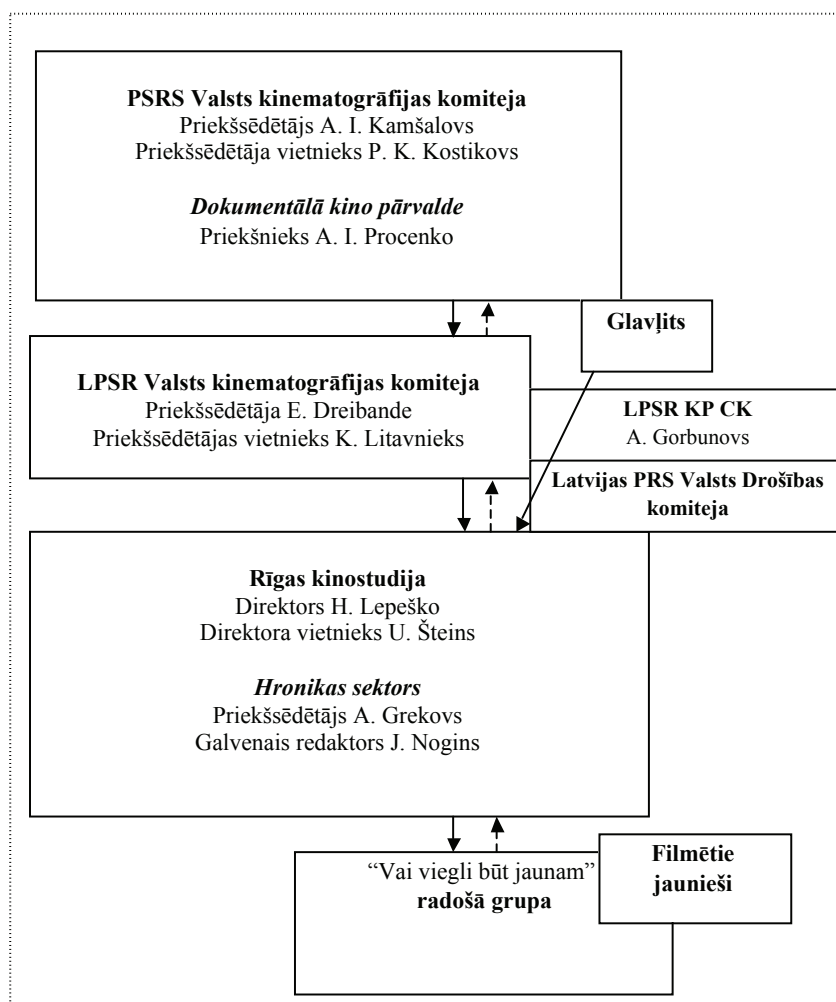 PSRS Valsts kinematogrāfijas komiteja
Priekšsēdētājs A. I. Kamšalovs
Priekšsēdētāja vietnieks P. K. Kostikovs
Dokumentālā kino pārvalde
Priekšnieks A. I. Procenko
Glavļits
LPSR Valsts kinematogrāfijas komiteja
Priekšsēdētāja E. Dreibande
Priekšsēdētājas vietnieks K. Litavnieks
LPSR KP CK
A. Gorbunovs
Latvijas PRS Valsts Drošības
komiteja
Rīgas kinostudija
Direktors H. Lepeško
Direktora vietnieks U. Šteins
Hronikas sektors
Priekšsēdētājs A. Grekovs
Galvenais redaktors J. Nogins
“Vai viegli būt jaunam”
radošā grupa
Filmētie
jaunieši